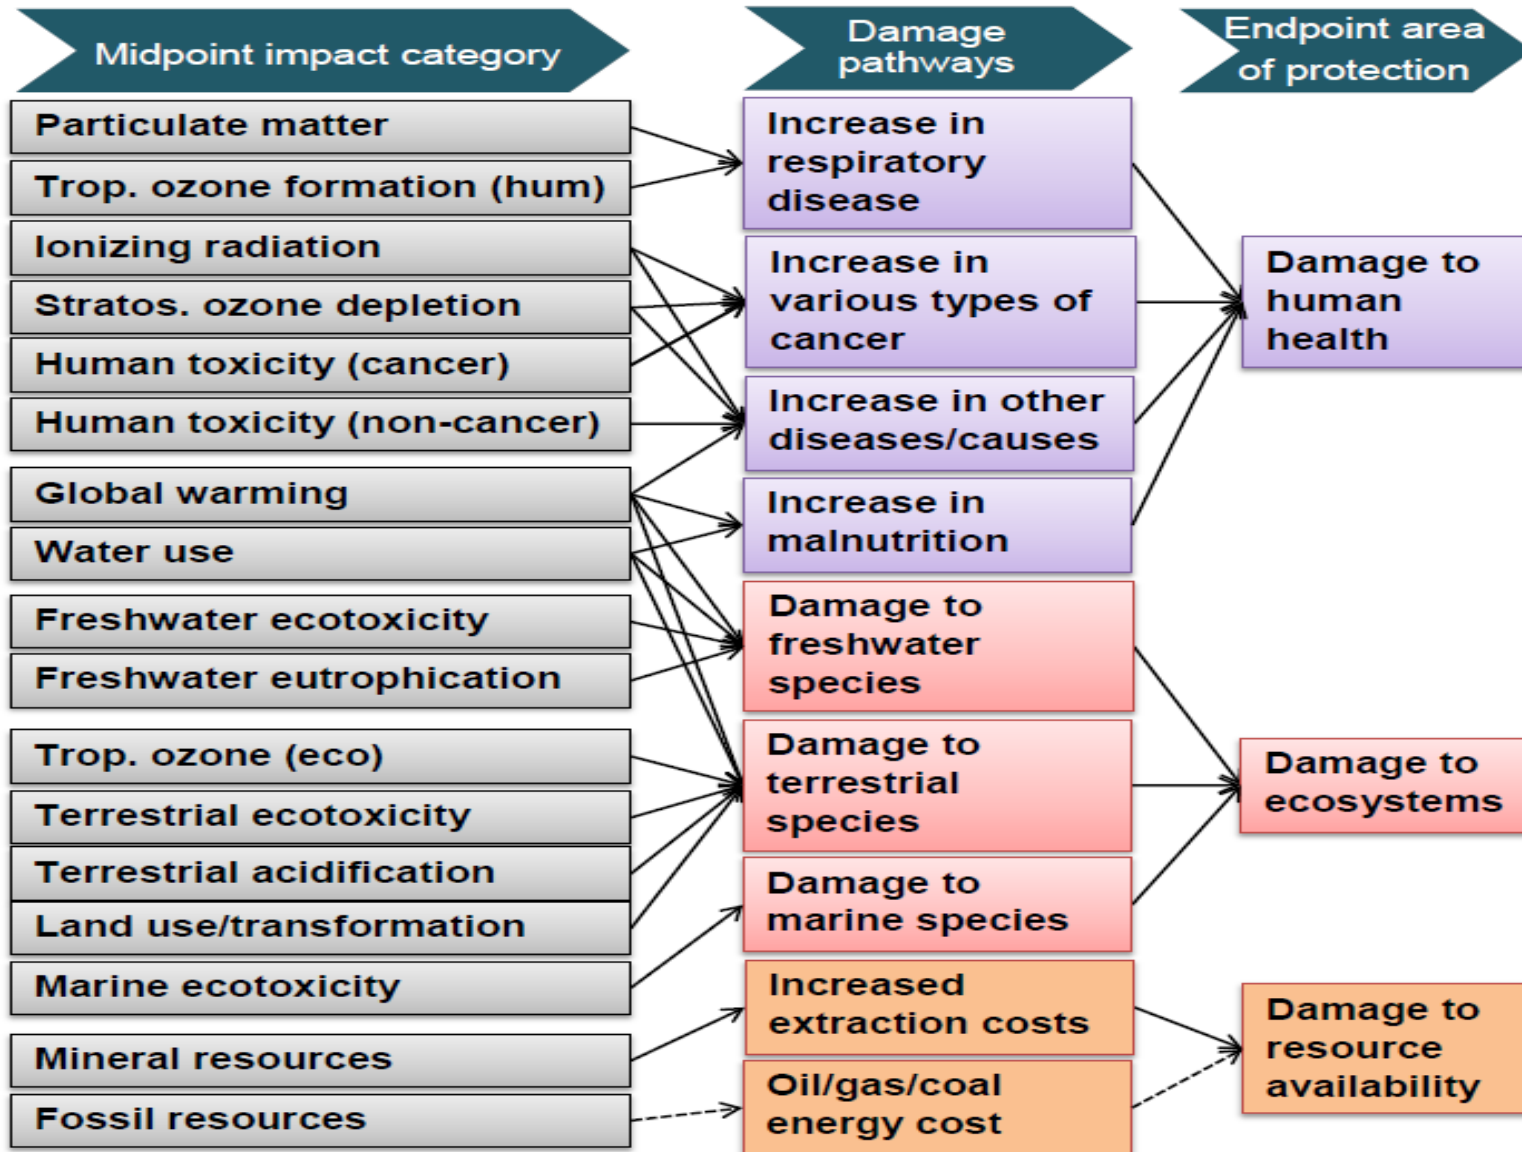 Midpoint impact category
Damage
pathways
Endpoint area
of protection
Particulate matter
Trop. ozone formation (hum)
Ionizing radiation
Stratos. ozone depletion
Human toxicity (cancer)
Human toxicity (non-cancer)
Global warming
Water use
Freshwater ecotoxicity
Freshwater eutrophication
Trop. ozone (eco)
Terrestrial ecotoxicity
Terrestrial acidification
Land use/transformation
Marine ecotoxicity
Mineral resources
Fossil resources
Increase in
respiratory
disease
Increase in
various types of
cancer
Increase in other
diseases/causes
Increase in
malnutrition
Damage to
freshwater
species
Damage to
terrestrial
species
Damage to
marine species
Increased
extraction costs
Oil/gas/coal
energy cost
Damage to
human
health
Damage to
ecosystems
Damage to
resource
availability